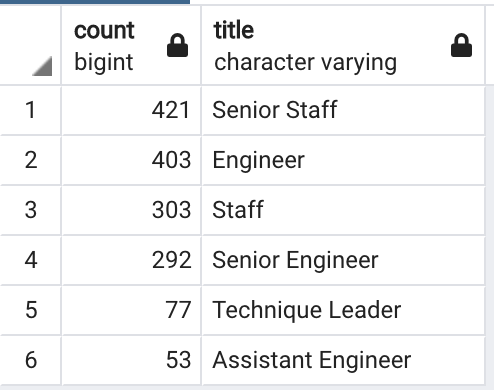 count title
bigint character varying
1 421 Senior Staff
2 403 Engineer
3 303 Staff
4 292 Senior Engineer
5 77 Technique Leader
6 53 Assistant Engineer